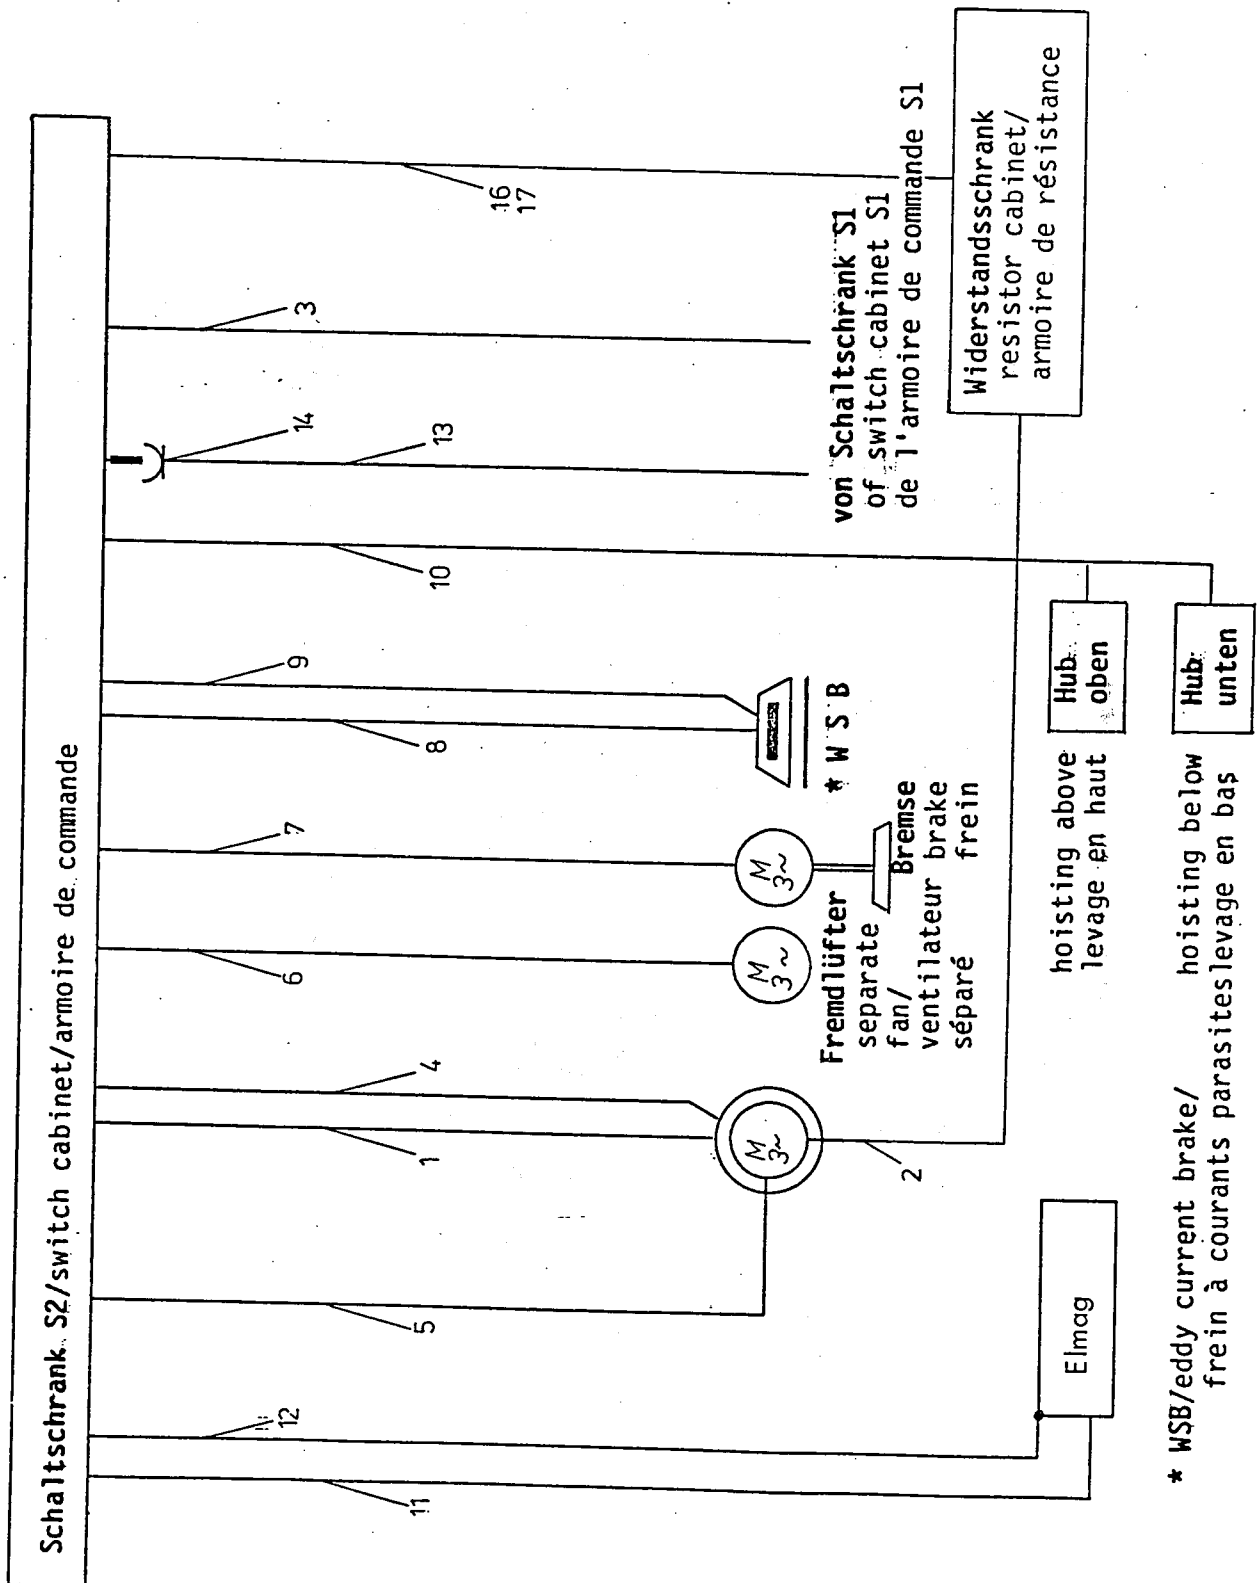 Schaltschrank S2/switch cabinet/armoire de commande
11
12
5
1
4
6
7
8
9
10
14
13
3
16
17
2
M
3~
M
3~
M
3~
Fremdlüfter
separate
fan/
ventilateur
séparé
Bremse
brake
frein
* W S B
von Schaltschrank S1
of switch cabinet S1
de l'armoire de commande S1
Widerstandsschrank
resistor cabinet/
armoire de résistance
Elmag
hoisting above
levage en haut
Hub
oben
hoisting below
levage en bas
Hub
unten
* WSB/eddy current brake/
frein à courants parasites